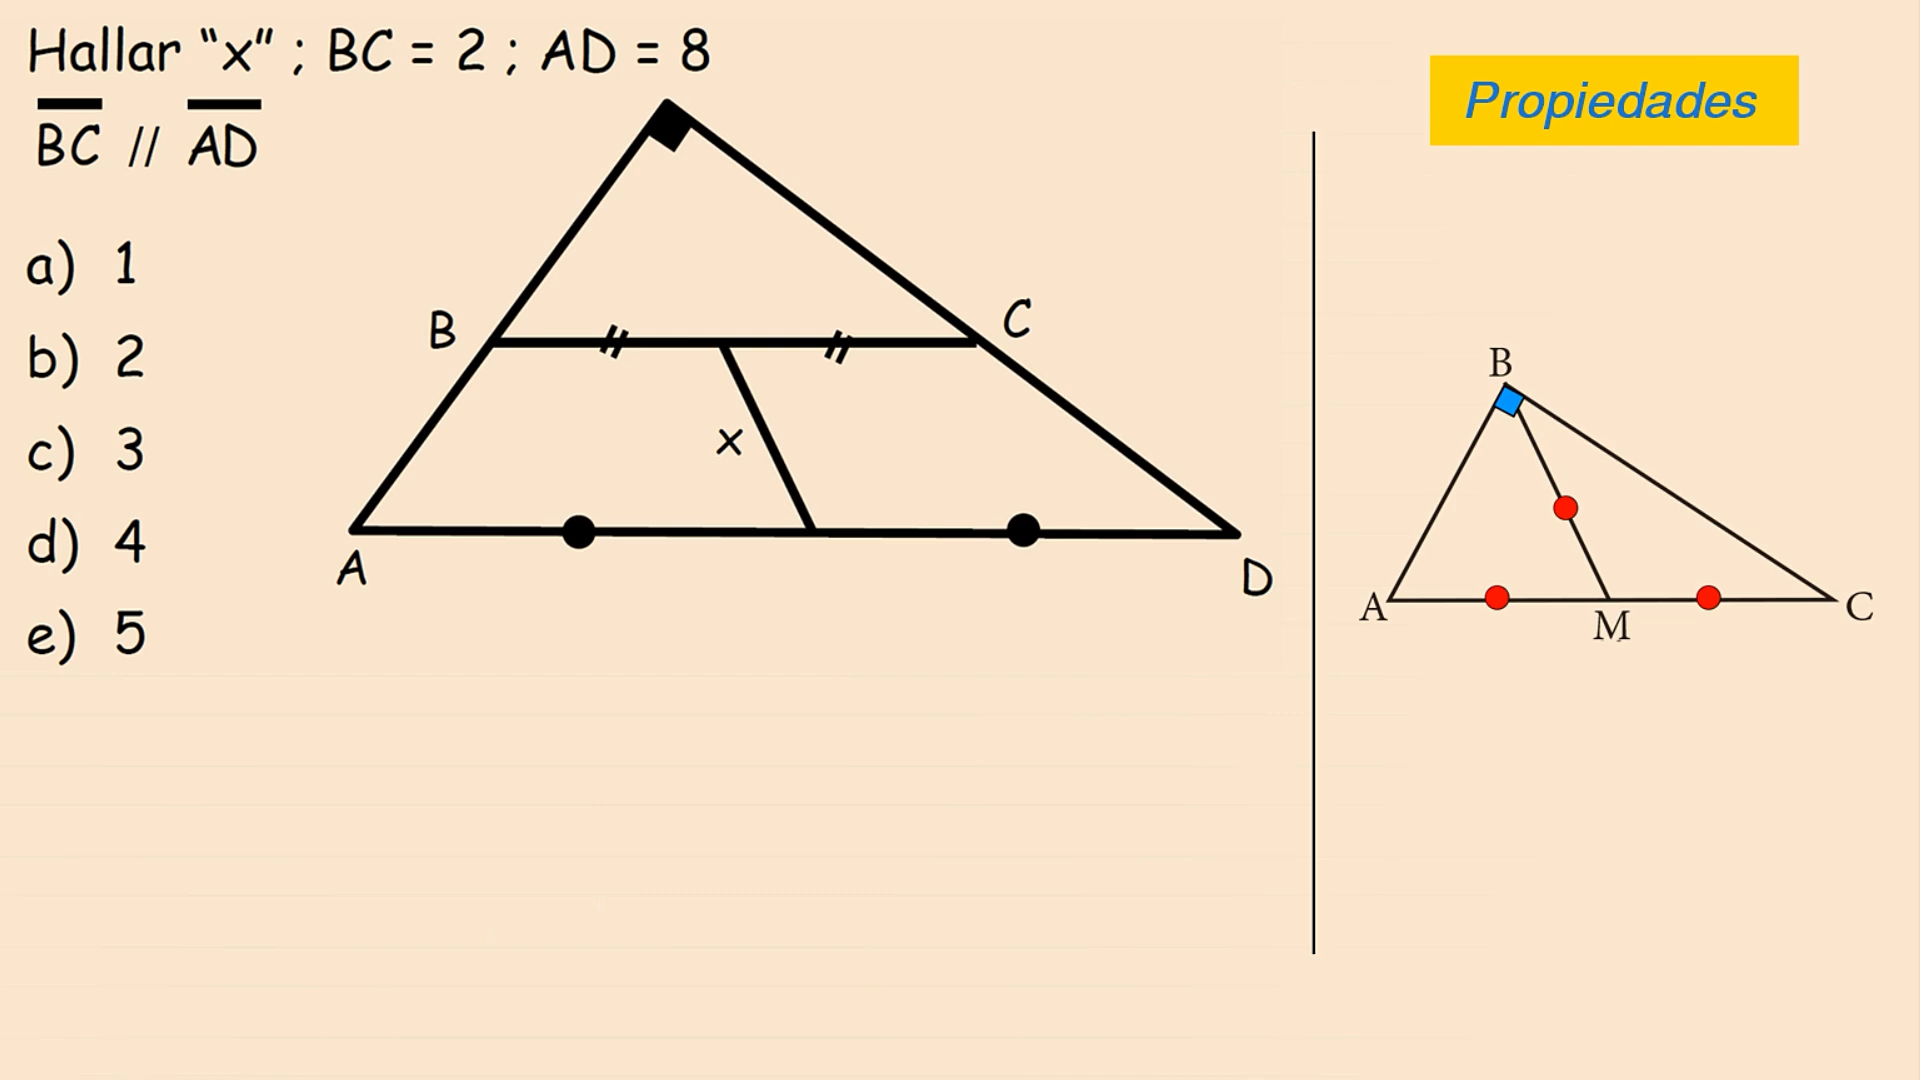 Hallar “x” ; BC = 2 ; AD = 8
BC // AD
a) 1
b) 2
c) 3
d) 4
e) 5
B
C
x
A
D
Propiedades
B
A
M
C